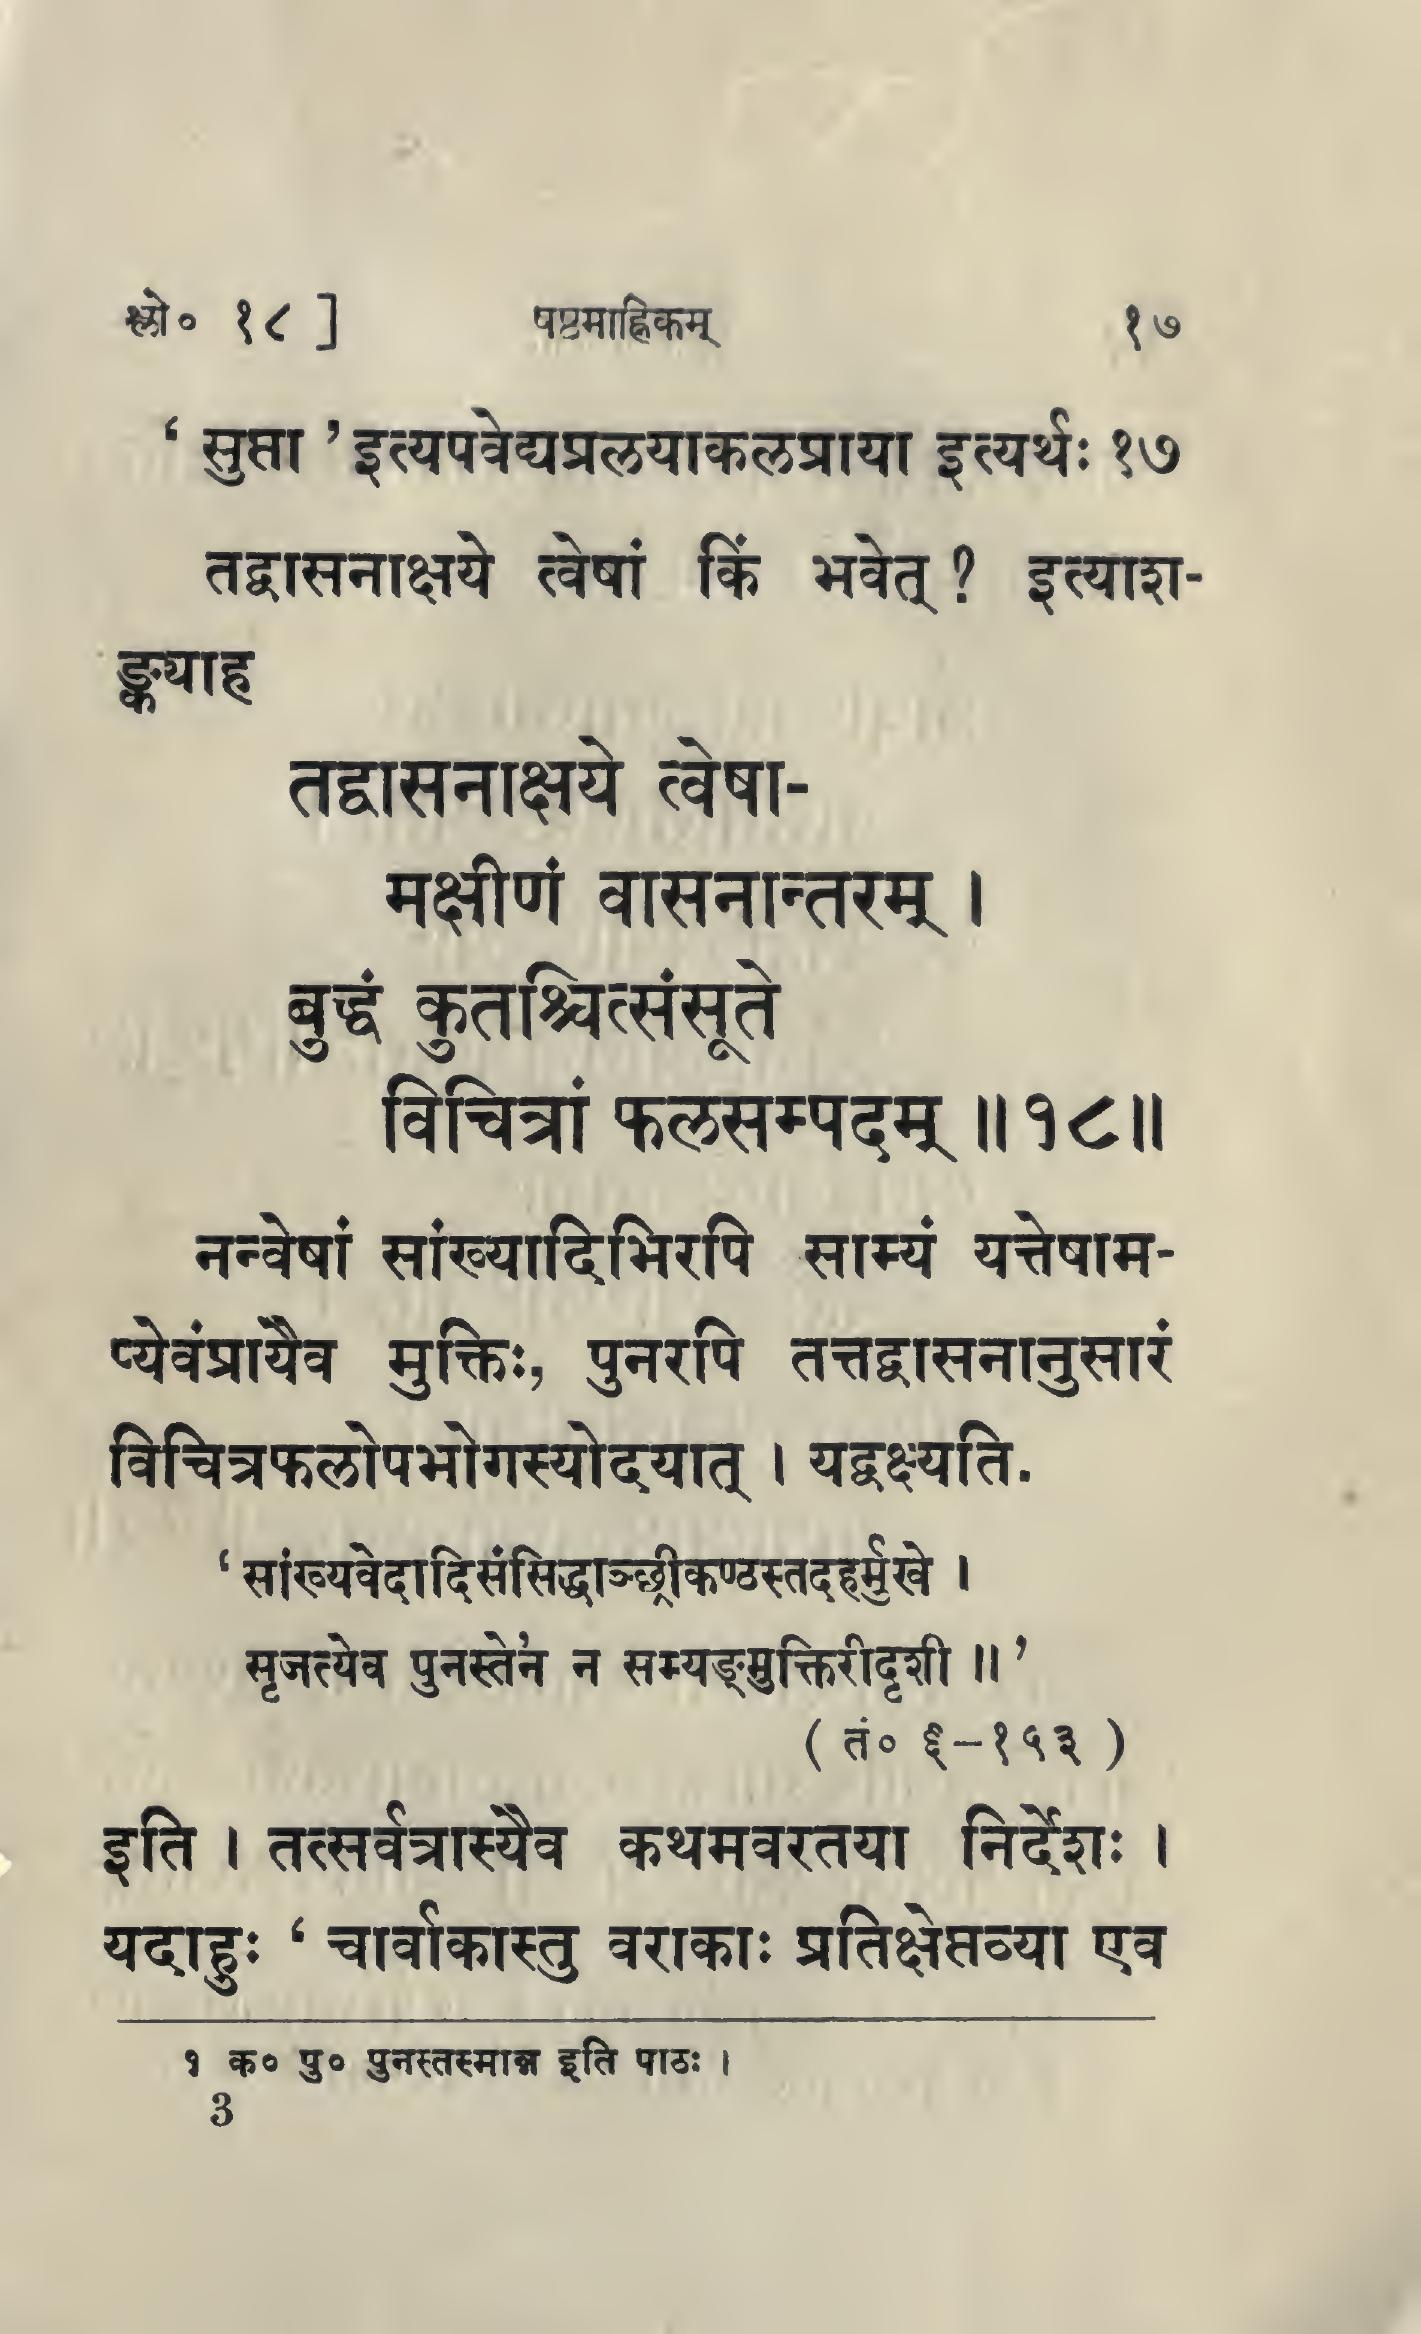 श्लो० १८ ] षष्ठमाह्निकम् १७
‘ सुप्ता ’ इत्यपवेद्यप्रलयाकलप्राया इत्यर्थः १७
तद्वासनाक्षये त्वेषां किं भवेत् ? इत्याश-
ङ्क्याह
तद्वासनाक्षये त्वेषा-
मक्षीणं वासनान्तरम् ।
बुद्धं कुतश्चित्संसूते
विचित्रां फलसम्पदम् ॥ १८ ॥
नन्वेषां सांख्यादिभिरपि साम्यं यत्तेषाम-
प्येवंप्रायैव मुक्तिः, पुनरपि तत्तद्वासनानुसारं
विचित्रफलोपभोगस्योदयात् । यद्वक्ष्यति.
‘ सांख्यवेदादिसंसिद्धाञ्छ्रीकण्ठस्तदहर्मुखे ।
सृजत्येव पुनस्ते१न न सम्यङ्मुक्तिरीदृशी ॥ ’
( तं० ६–१५३ )
इति । तत्सर्वत्रास्यैव कथमवरतया निर्देशः ।
यदाहुः ‘ चार्वाकास्तु वराकाः प्रतिक्षेप्तव्या एव
१ क० पु० पुनस्तस्मान्न इति पाठः ।
3